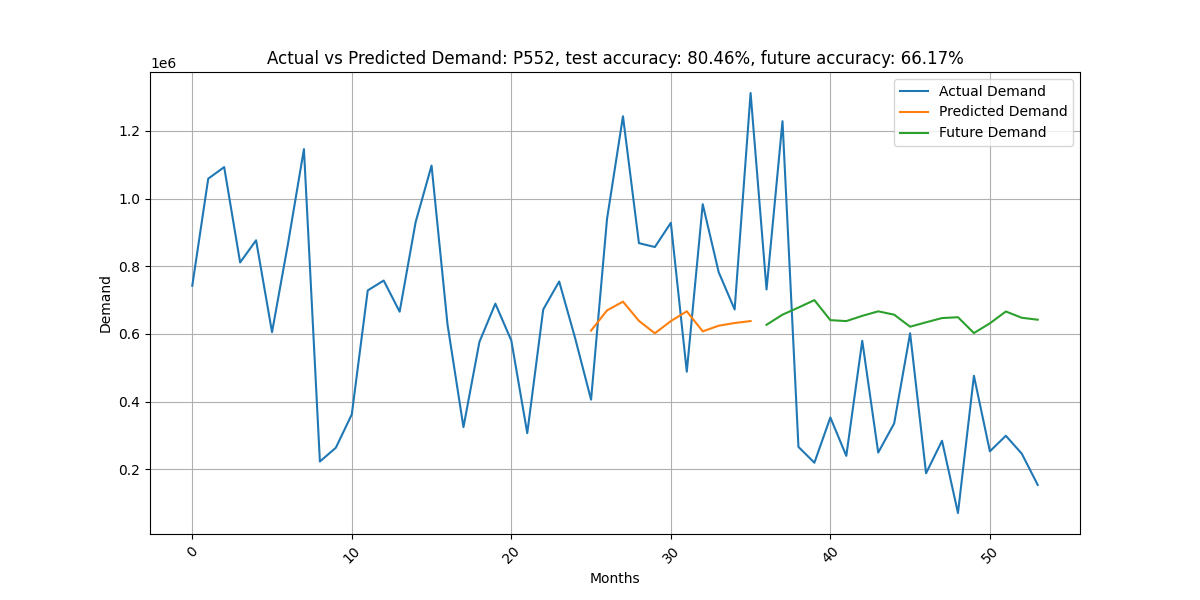 Actual vs Predicted Demand: P552, test accuracy: 80.46%, future accuracy: 66.17%
1e6
Actual Demand
Predicted Demand
Future Demand
1.2
1.0
0.8
0.6
0.4
0.2
Demand
0 10 20 30 40 50
Months